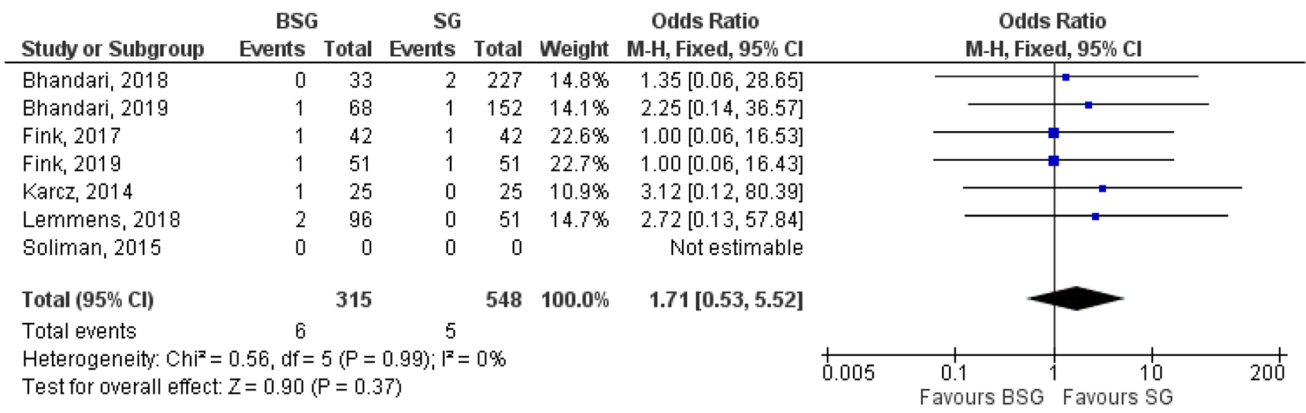 BSG SG Odds Ratio Odds Ratio
Study or Subgroup Events Total Events Total Weight M-H, Fixed, 95% CI M-H, Fixed, 95% CI
Bhandari, 2018 0 33 2 227 14.8% 1.35 [0.06, 28.65]
Bhandari, 2019 1 68 1 152 14.1% 2.25 [0.14, 36.57]
Fink, 2017 1 42 1 42 22.6% 1.00 [0.06, 16.53]
Fink, 2019 1 51 1 51 22.7% 1.00 [0.06, 16.43]
Karcz, 2014 1 25 0 25 10.9% 3.12 [0.12, 80.39]
Lemmens, 2018 2 96 0 51 14.7% 2.72 [0.13, 57.84]
Soliman, 2015 0 0 0 0 Not estimable
Total (95% CI) 315 548 100.0% 1.71 [0.53, 5.52]
Total events 6 5
Heterogeneity: Chi² = 0.56, df = 5 (P = 0.99); I² = 0%
Test for overall effect: Z = 0.90 (P = 0.37)
0.005 0.1 1 10 200
Favours BSG Favours SG